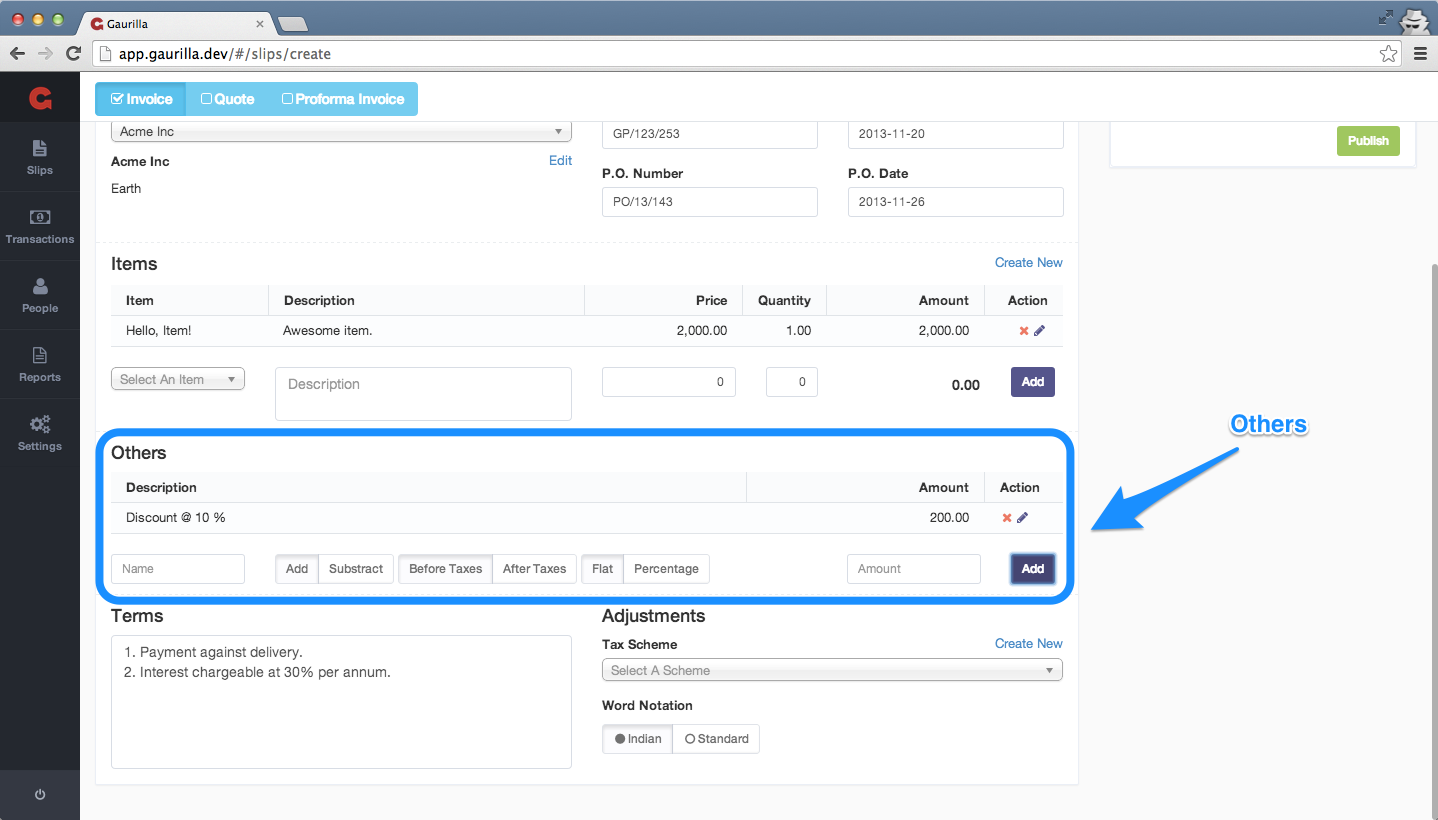 Gaurilla
app.gaurilla.dev/#/slips/create
Invoice Quote Proforma Invoice
Slips
Transactions
People
Reports
Settings
Acme Inc
GP/123/253
2013-11-20
Publish
Acme Inc
Edit
Earth
P.O. Number
P.O. Date
PO/13/143
2013-11-26
Items
Create New
Item Description Price Quantity Amount Action
Hello, Item! Awesome item. 2,000.00 1.00 2,000.00
Select An Item Description 0 0 0.00 Add
Others
Others
Description Amount Action
Discount @ 10 % 200.00
Name Add Substract Before Taxes After Taxes Flat Percentage Amount Add
Terms
1. Payment against delivery.
2. Interest chargeable at 30% per annum.
Adjustments
Tax Scheme
Create New
Select A Scheme
Word Notation
Indian Standard